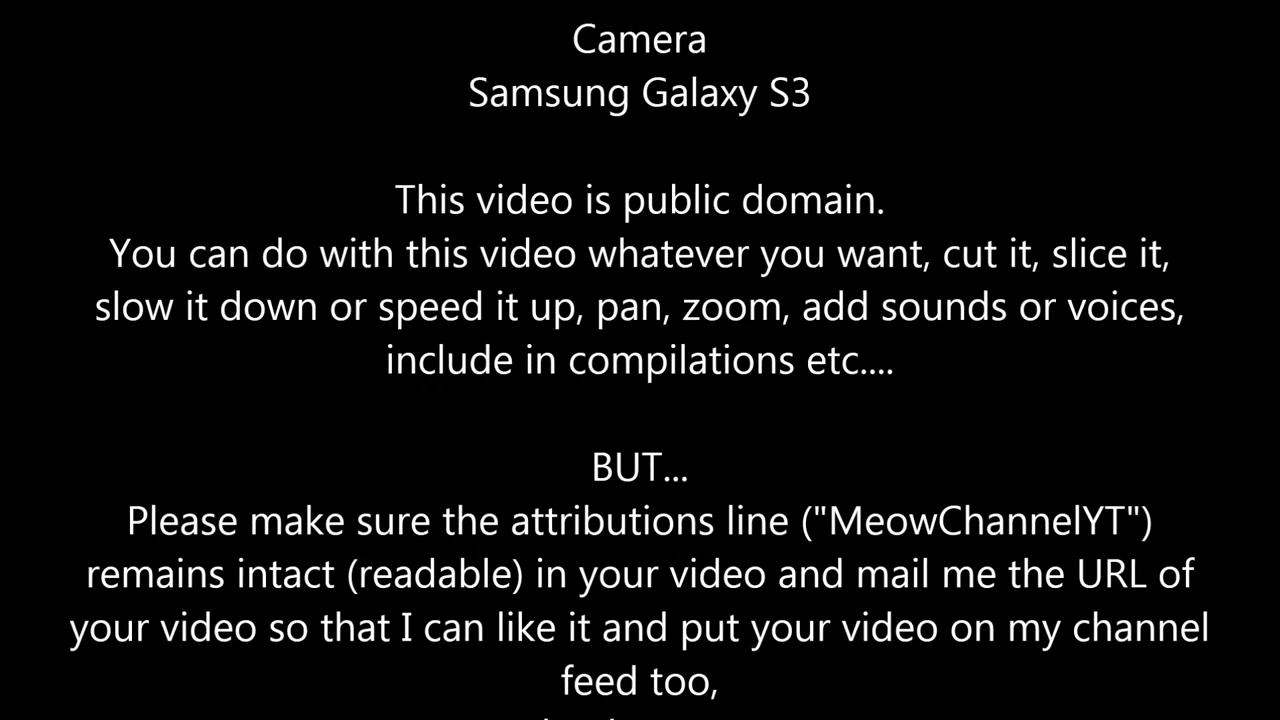 Camera
Samsung Galaxy S3
This video is public domain.
You can do with this video whatever you want, cut it, slice it,
slow it down or speed it up, pan, zoom, add sounds or voices,
include in compilations etc....
BUT...
Please make sure the attributions line ("MeowChannelYT")
remains intact (readable) in your video and mail me the URL of
your video so that I can like it and put your video on my channel
feed too,